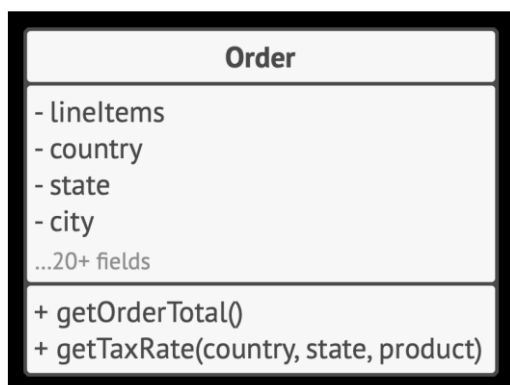 Order
- lineItems
- country
- state
- city
...20+ fields
+ getOrderTotal()
+ getTaxRate(country, state, product)